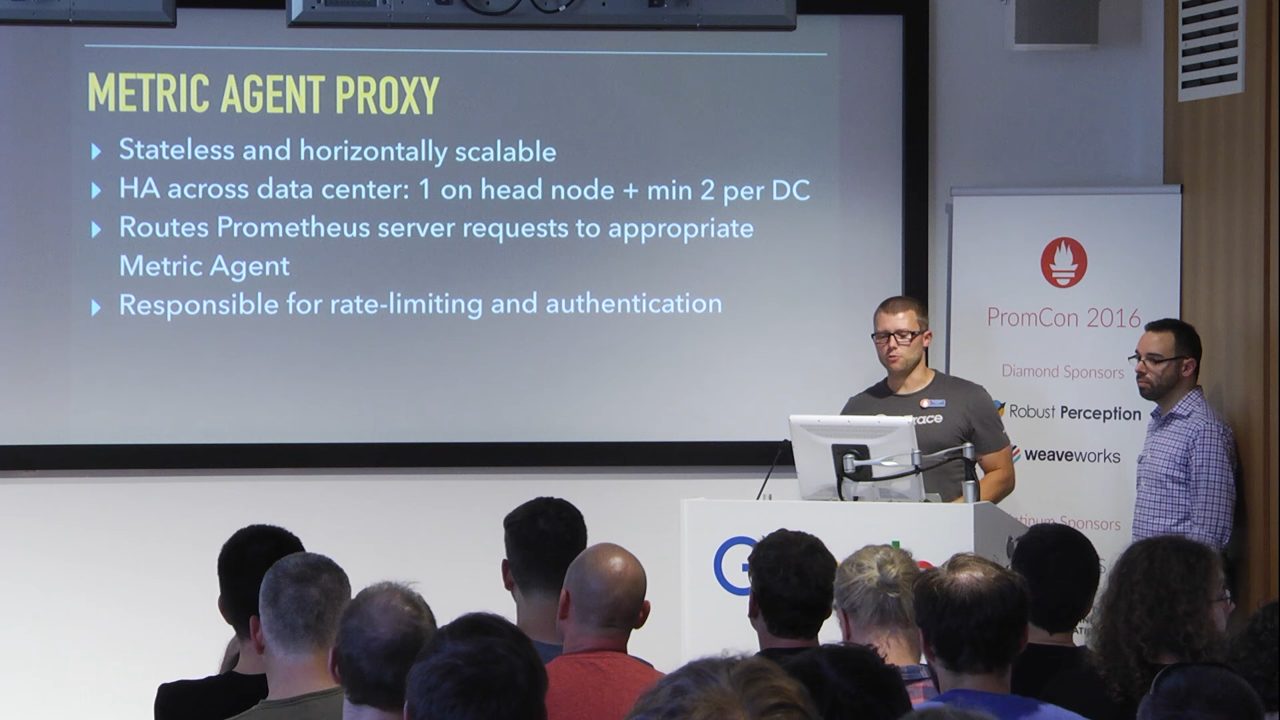 METRIC AGENT PROXY
Stateless and horizontally scalable
HA across data center: 1 on head node + min 2 per DC
Routes Prometheus server requests to appropriate
Metric Agent
Responsible for rate-limiting and authentication
PromCon 2016
Diamond Sponsors
Robust Perception
weaveworks
Sponsors